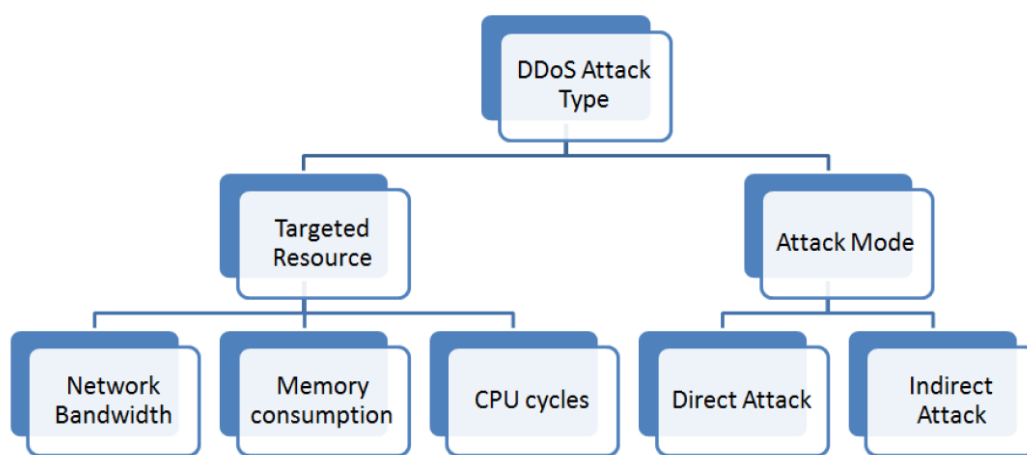 DDoS Attack
Type
Targeted
Resource
Attack Mode
Network
Bandwidth
Memory
consumption
CPU cycles
Direct Attack
Indirect
Attack